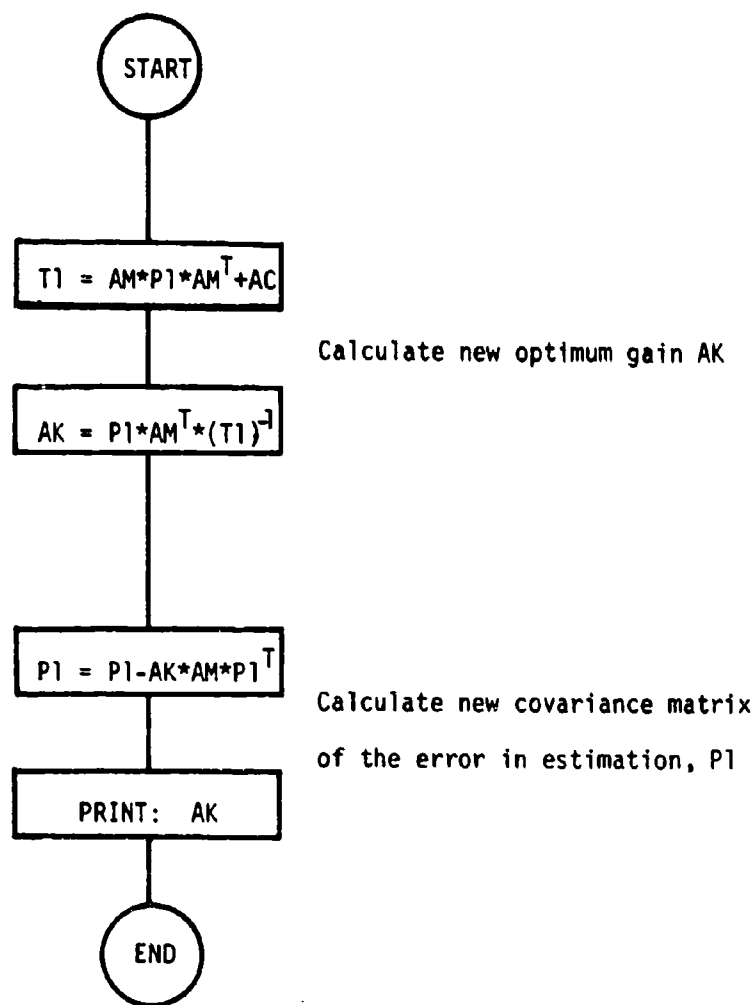 START
T1 = AM*P1*AM^T+AC
Calculate new optimum gain AK
AK = P1*AM^T*(T1)^-1
P1 = P1-AK*AM*P1^T
Calculate new covariance matrix
of the error in estimation, P1
PRINT: AK
END